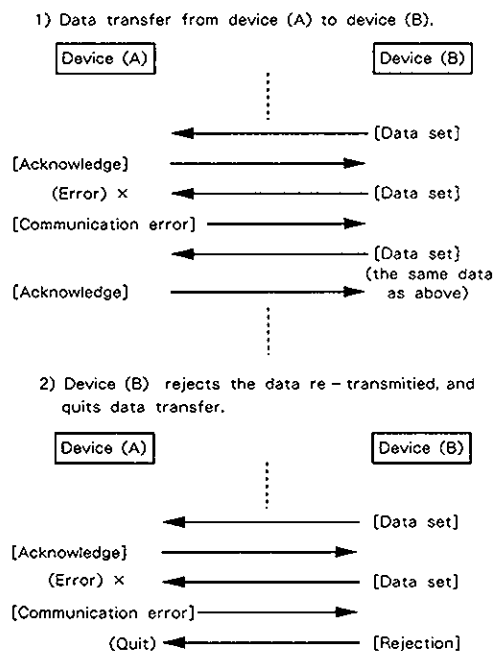 1) Data transfer from device (A) to device (B).
Device (A) Device (B)
[Data set]
[Acknowledge]
(Error) × [Data set]
[Communication error]
[Data set]
(the same data
[Acknowledge] as above)
2) Device (B) rejects the data re-transmitied, and
quits data transfer.
Device (A) Device (B)
[Data set]
[Acknowledge]
(Error) × [Data set]
[Communication error]
(Quit) [Rejection]